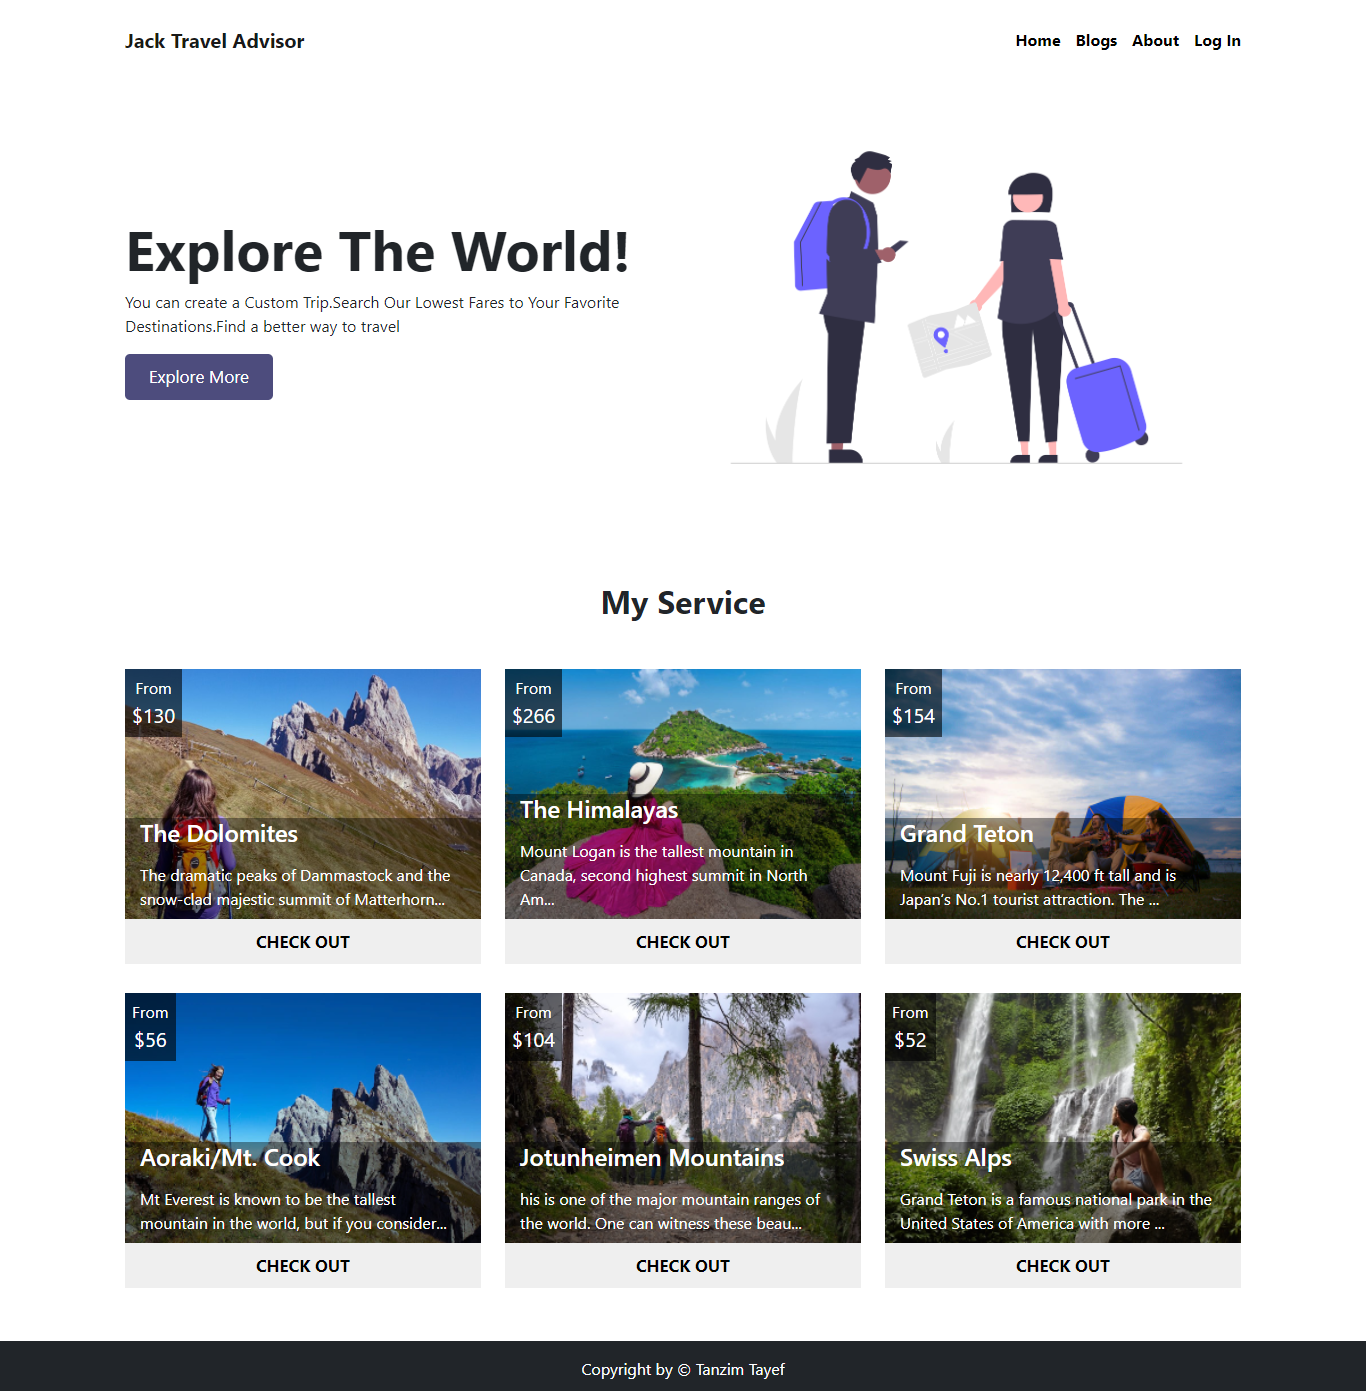 Jack Travel Advisor
Home Blogs About Log In
Explore The World!
You can create a Custom Trip.Search Our Lowest Fares to Your Favorite
Destinations.Find a better way to travel
Explore More
My Service
From
$130
The Dolomites
The dramatic peaks of Dammastock and the
snow-clad majestic summit of Matterhorn...
CHECK OUT
From
$266
The Himalayas
Mount Logan is the tallest mountain in
Canada, second highest summit in North
Am...
CHECK OUT
From
$154
Grand Teton
Mount Fuji is nearly 12,400 ft tall and is
Japan’s No.1 tourist attraction. The ...
CHECK OUT
From
$56
Aoraki/Mt. Cook
Mt Everest is known to be the tallest
mountain in the world, but if you consider...
CHECK OUT
From
$104
Jotunheimen Mountains
his is one of the major mountain ranges of
the world. One can witness these beau...
CHECK OUT
From
$52
Swiss Alps
Grand Teton is a famous national park in the
United States of America with more ...
CHECK OUT
Copyright by © Tanzim Tayef